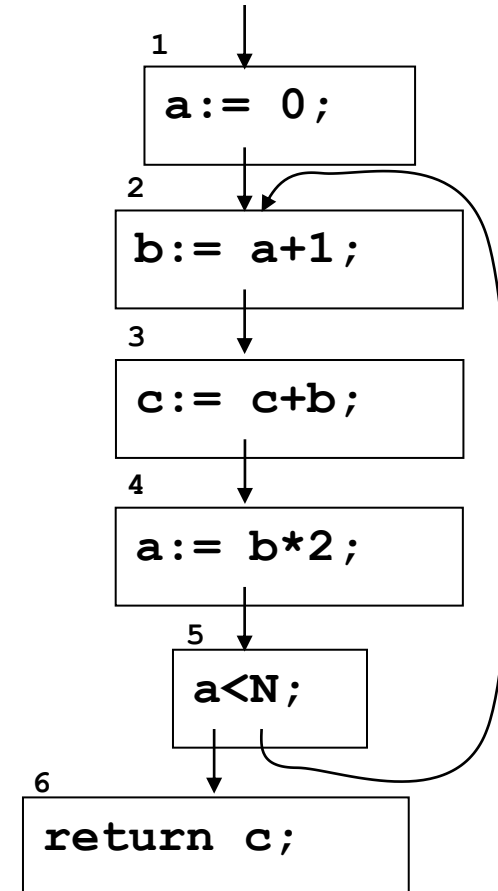 1
a:= 0;
2
b:= a+1;
3
c:= c+b;
4
a:= b*2;
5
a<N;
6
return c;